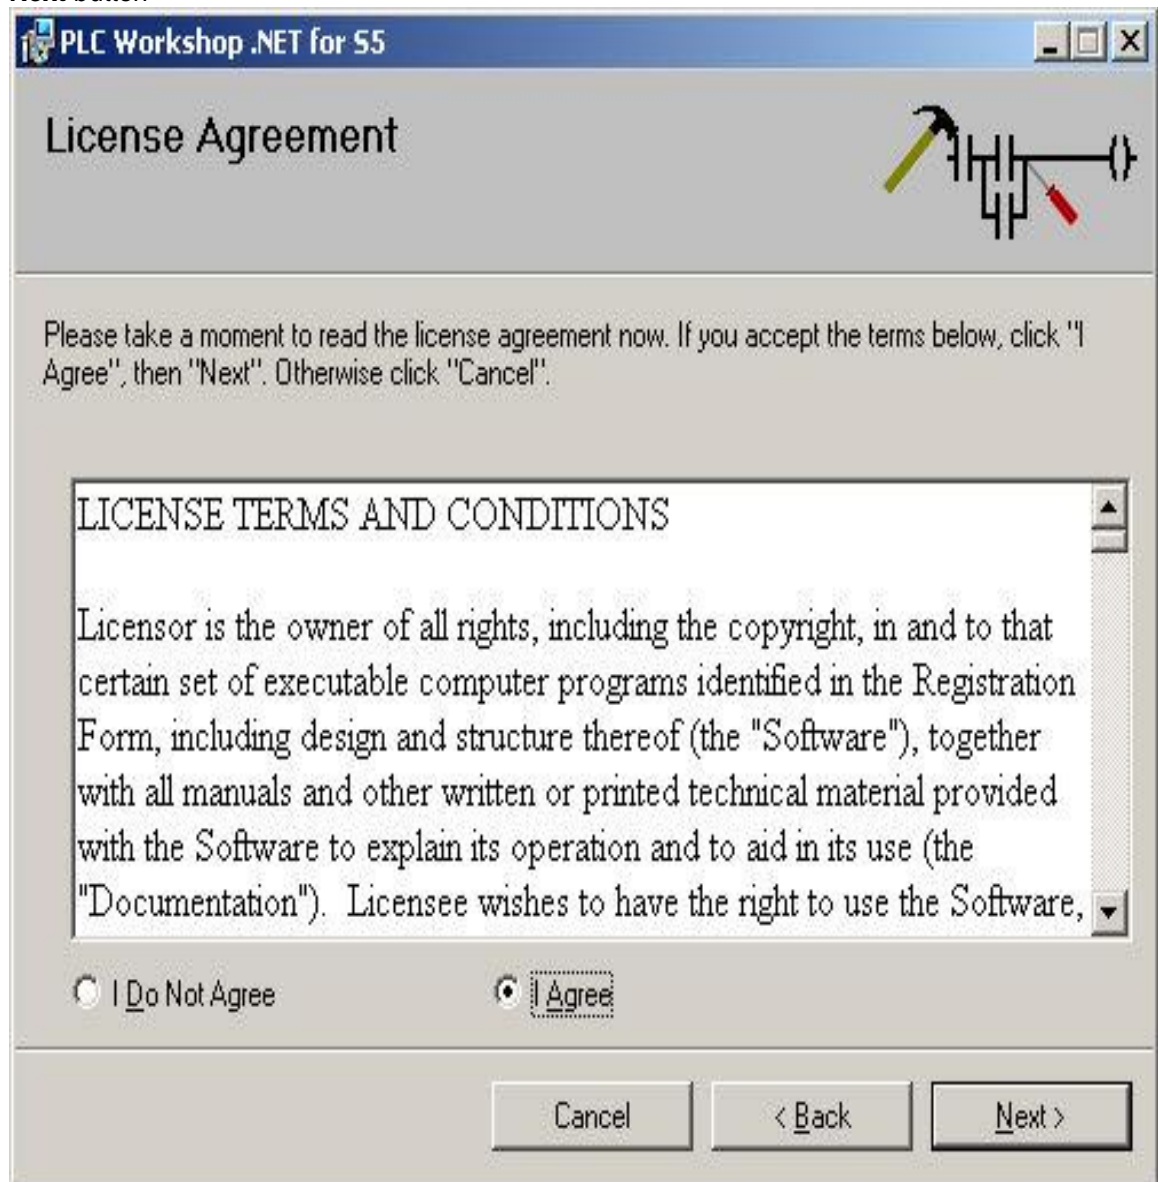 PLC Workshop .NET for S5
License Agreement
Please take a moment to read the license agreement now. If you accept the terms below, click "I
Agree", then "Next". Otherwise click "Cancel".
LICENSE TERMS AND CONDITIONS
Licensor is the owner of all rights, including the copyright, in and to that
certain set of executable computer programs identified in the Registration
Form, including design and structure thereof (the "Software"), together
with all manuals and other written or printed technical material provided
with the Software to explain its operation and to aid in its use (the
"Documentation").  Licensee wishes to have the right to use the Software,
I Do Not Agree
I Agree
Cancel
< Back
Next >